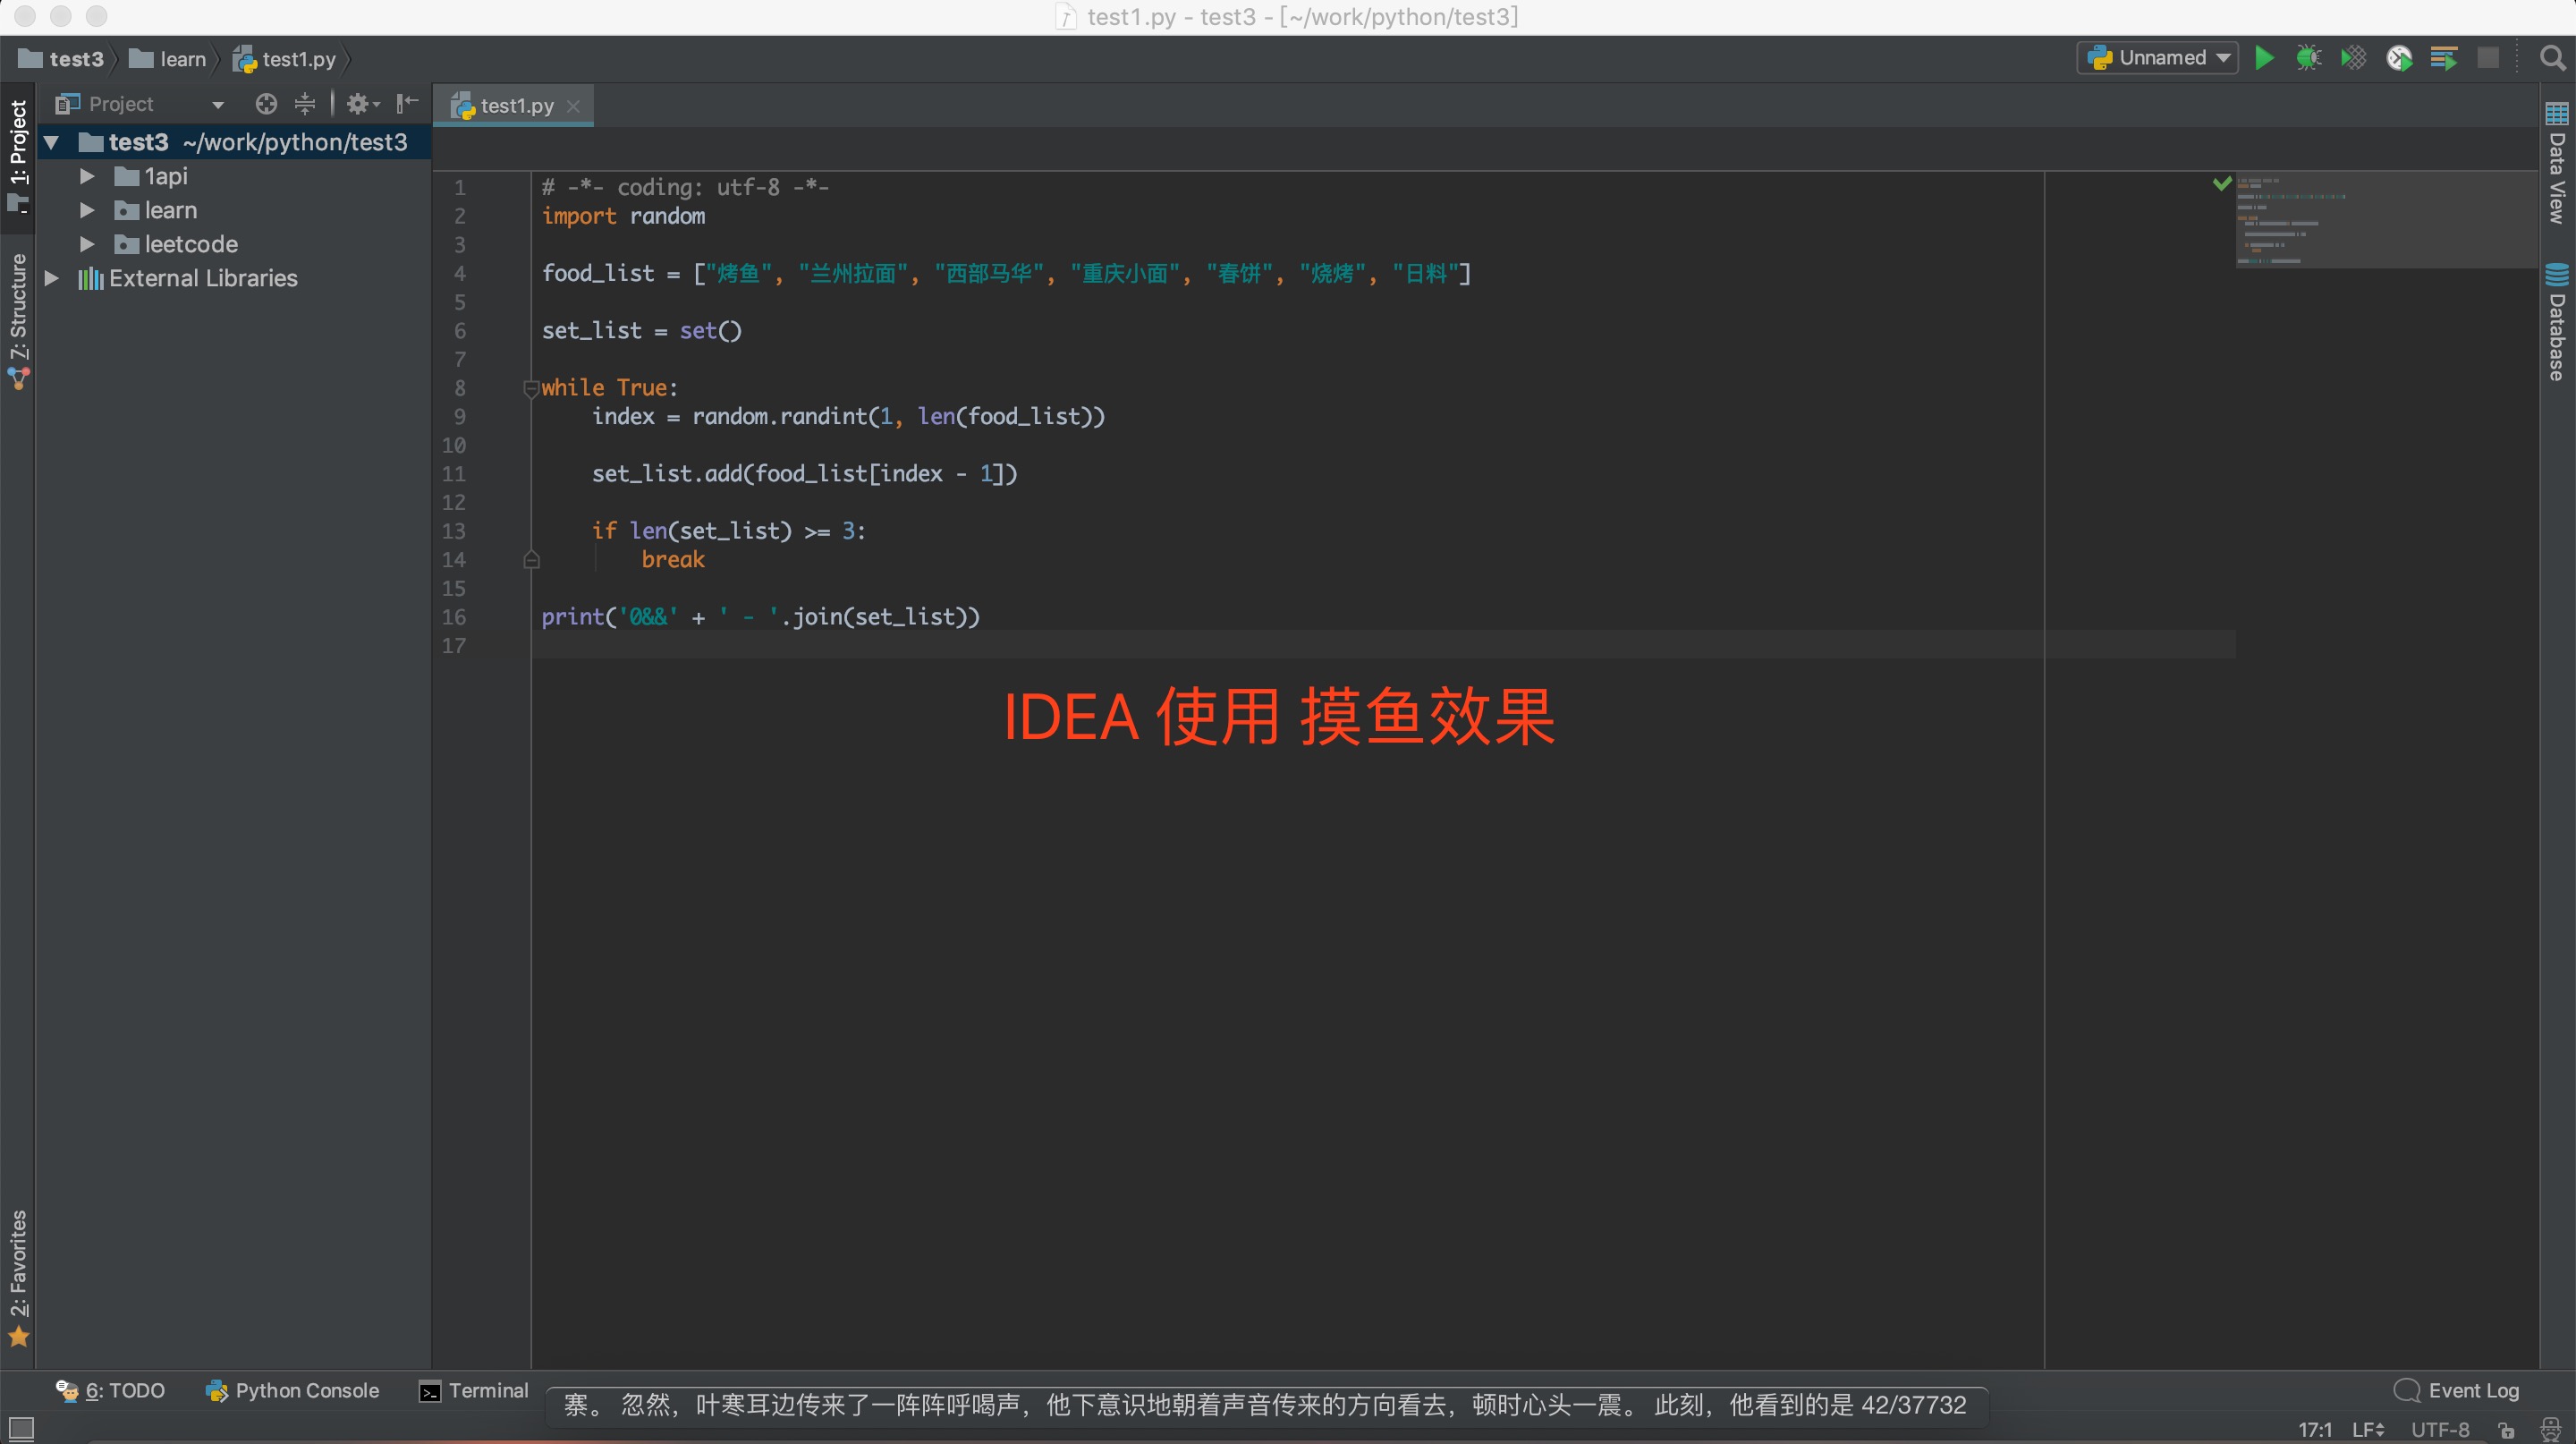 test1.py - test3 - [~/work/python/test3]
test3 learn test1.py
Unnamed
Project
test1.py
1: Project
7: Structure
2: Favorites
test3 ~/work/python/test3
1api
learn
leetcode
External Libraries
1 # -*- coding: utf-8 -*-
2 import random
3
4 food_list = ["烤鱼", "兰州拉面", "西部马华", "重庆小面", "春饼", "烧烤", "日料"]
5
6 set_list = set()
7
8 while True:
9 index = random.randint(1, len(food_list))
10
11 set_list.add(food_list[index - 1])
12
13 if len(set_list) >= 3:
14 break
15
16 print('0&&' + ' - '.join(set_list))
17
IDEA 使用 摸鱼效果
Data View
Database
6: TODO
Python Console
Terminal
寨。 忽然，叶寒耳边传来了一阵阵呼喝声，他下意识地朝着声音传来的方向看去，顿时心头一震。 此刻，他看到的是 42/37732
Event Log
17:1 LF UTF-8